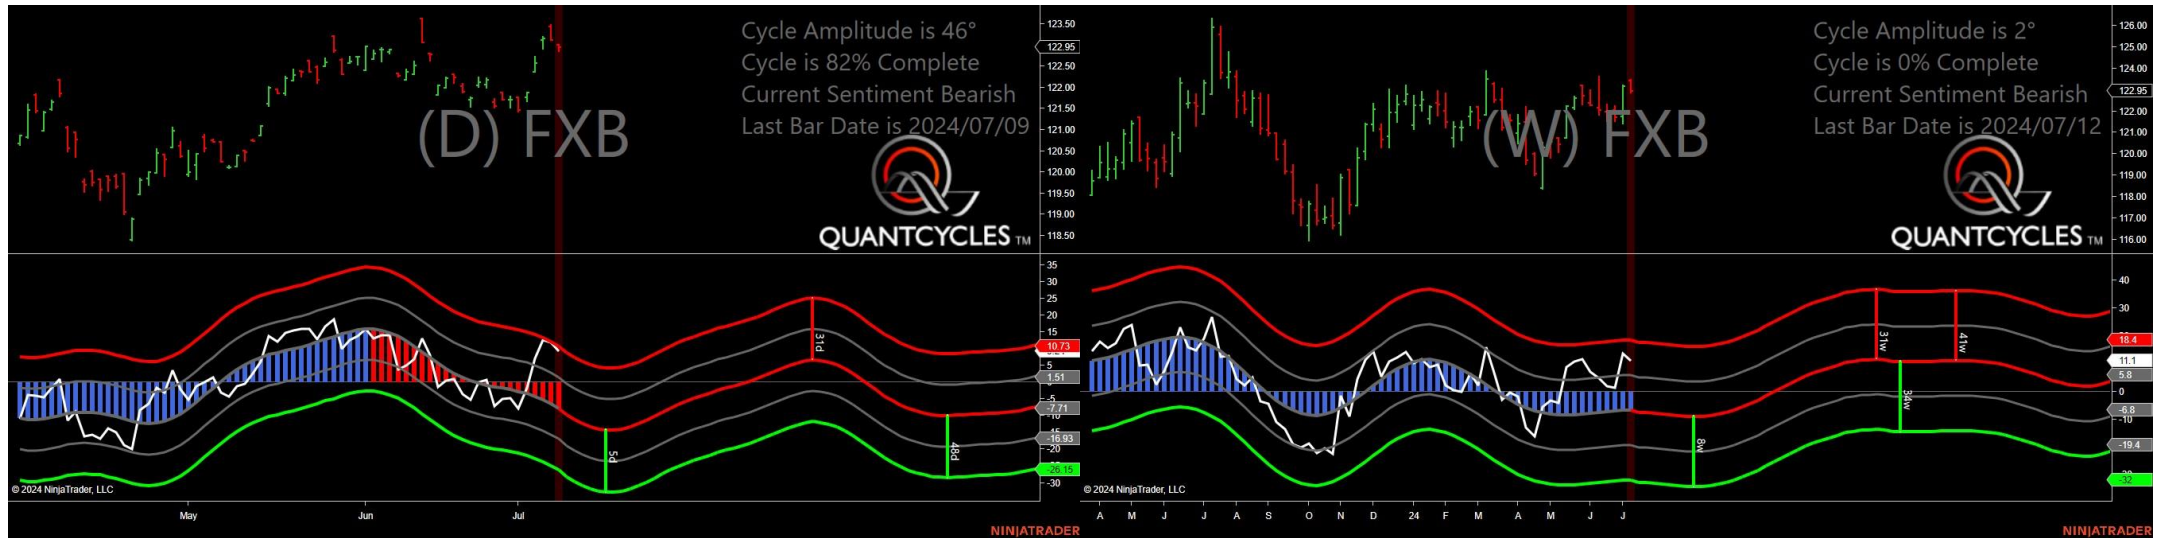 Cycle Amplitude is 46°
Cycle is 82% Complete
Current Sentiment Bearish
Last Bar Date is 2024/07/09
(D) FXB
QUANTCYCLES TM
123.50
122.95
122.50
122.00
121.50
121.00
120.50
120.00
119.50
119.00
118.50
35
30
25
20
15
10.73
5
1.51
-5
-7.71
-10
-16.93
-20
-26.15
-30
31d
5d
48d
© 2024 NinjaTrader, LLC
May
Jun
Jul
NINJATRADER
Cycle Amplitude is 2°
Cycle is 0% Complete
Current Sentiment Bearish
Last Bar Date is 2024/07/12
(W) FXB
QUANTCYCLES TM
126.00
125.00
124.00
122.95
122.00
121.00
120.00
119.00
118.00
117.00
116.00
40
30
18.4
11.1
5.8
0
-6.8
-10
-19.4
-32
31w
41w
34w
8w
© 2024 NinjaTrader, LLC
A M J J A S O N D 24 F M A M J J
NINJATRADER